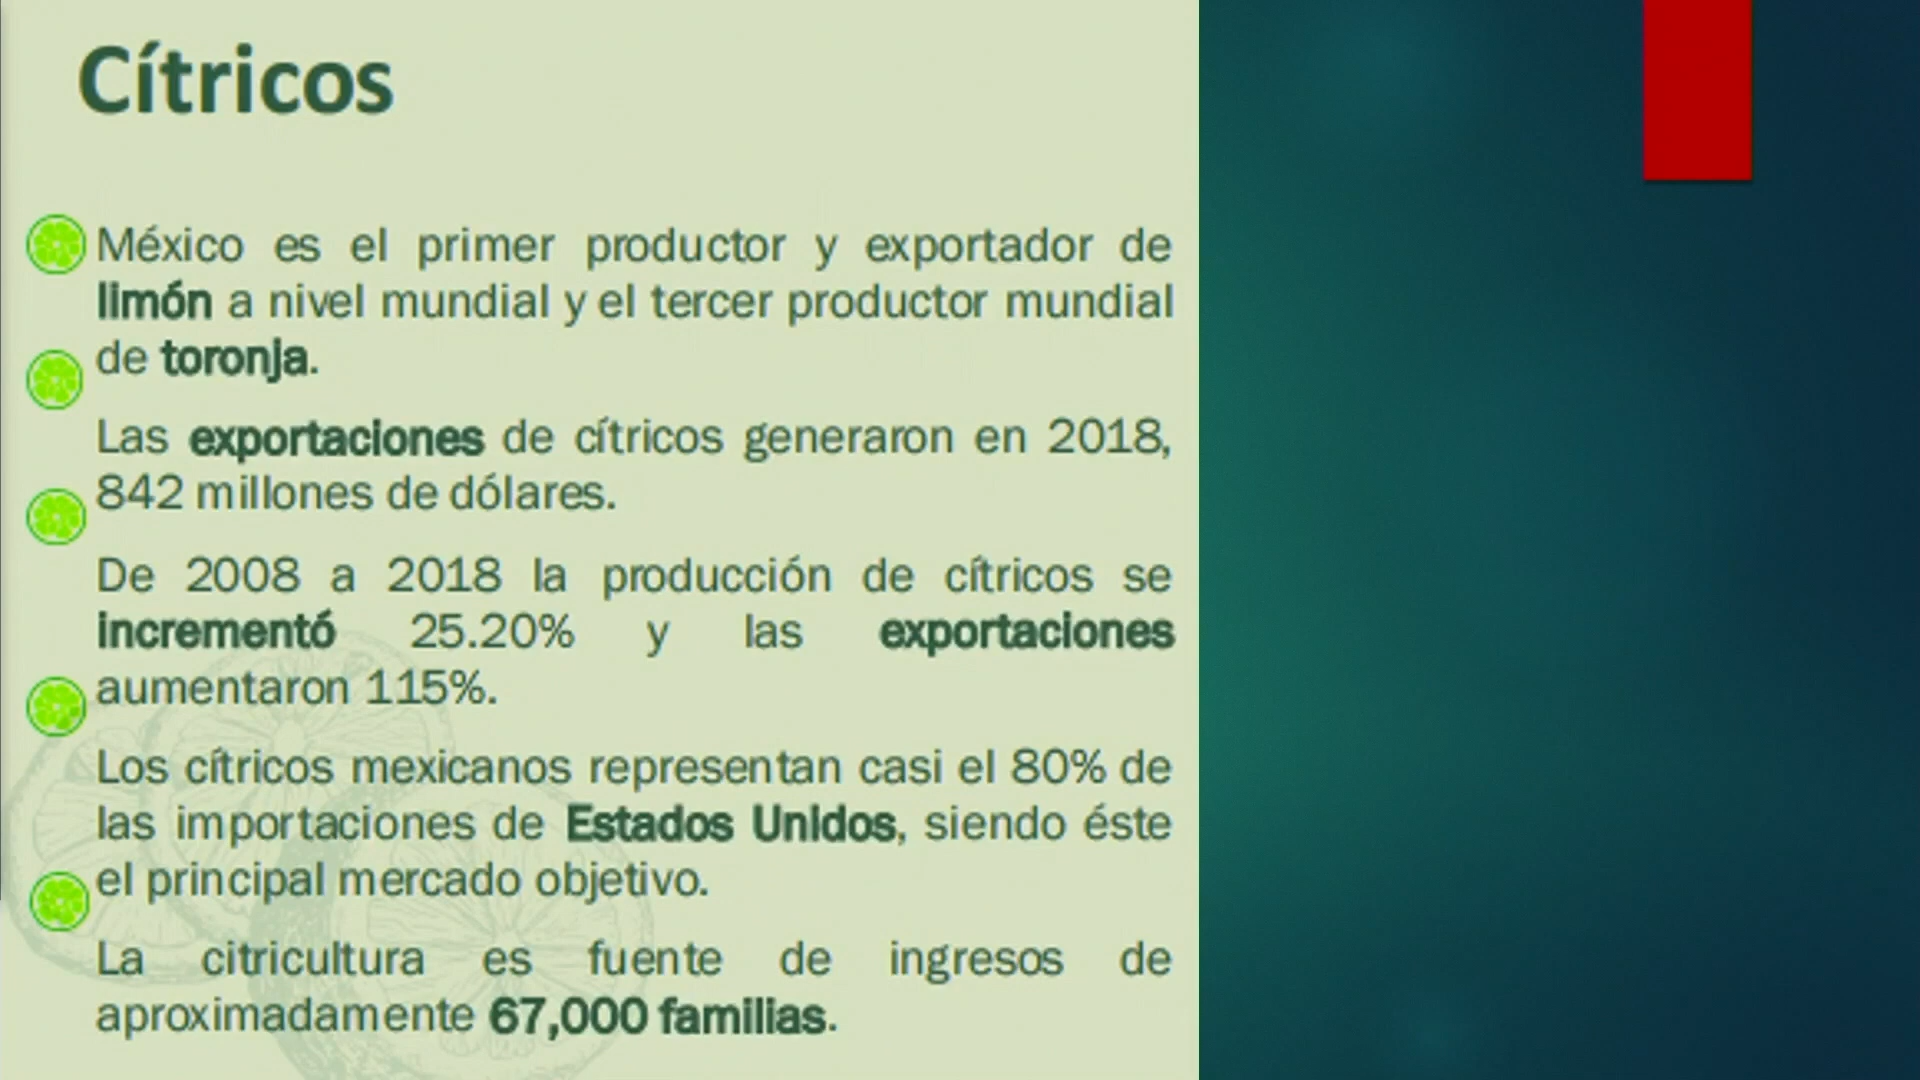 Cítricos
México es el primer productor y exportador de
limón a nivel mundial y el tercer productor mundial
de toronja.
Las exportaciones de cítricos generaron en 2018,
842 millones de dólares.
De 2008 a 2018 la producción de cítricos se
incrementó 25.20% y las exportaciones
aumentaron 115%.
Los cítricos mexicanos representan casi el 80% de
las importaciones de Estados Unidos, siendo éste
el principal mercado objetivo.
La citricultura es fuente de ingresos de
aproximadamente 67,000 familias.